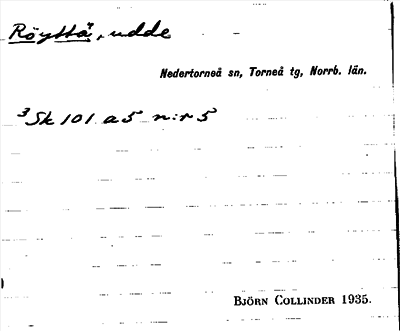 Röyttä, udde
Nedertorneå sn, Torneå tg, Norrb. län.
³Sk 101 a5 n:r 5
BJÖRN COLLINDER 1935.